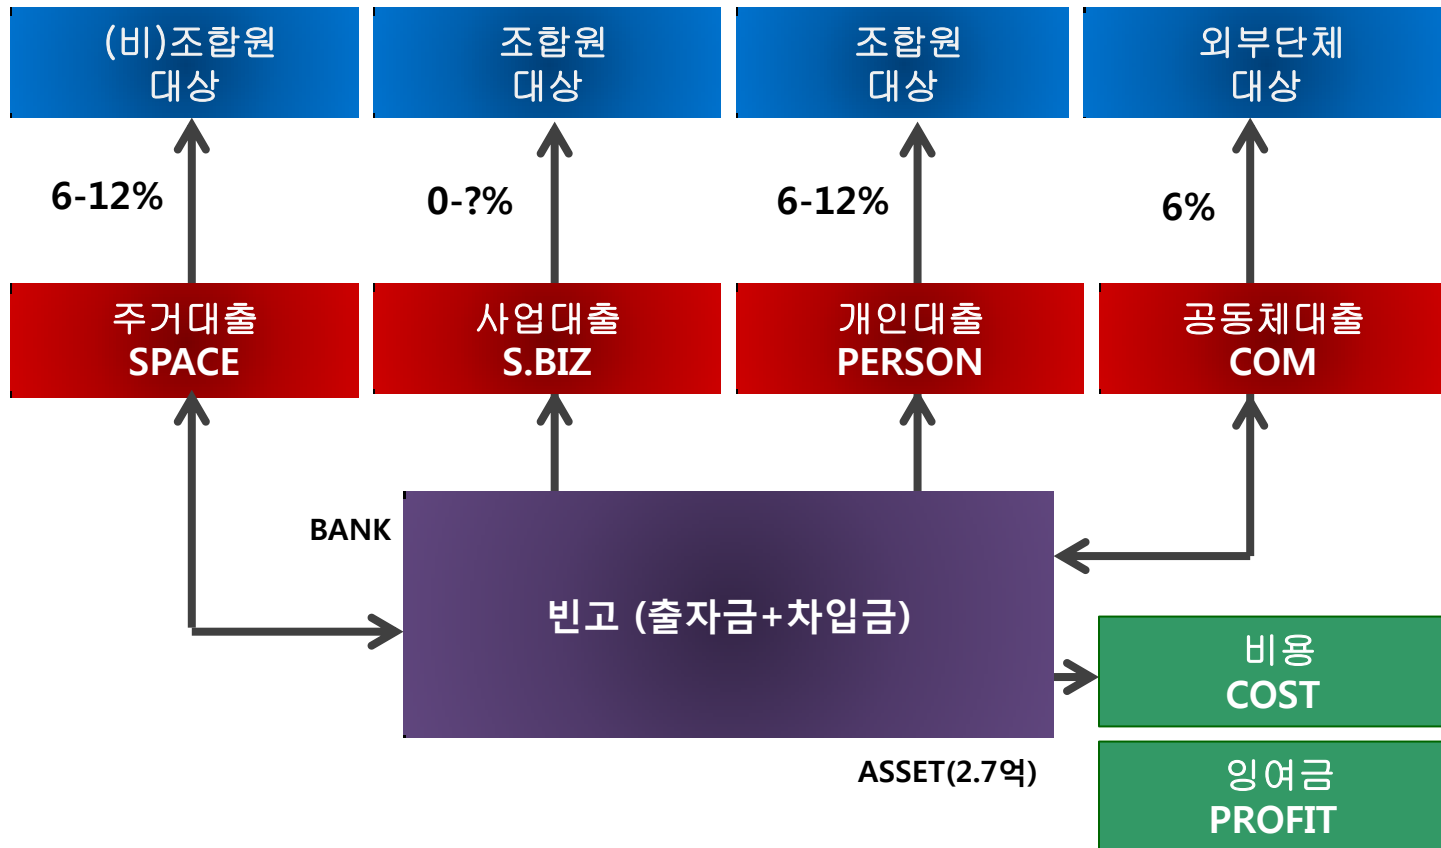 (비)조합원
대상
조합원
대상
조합원
대상
외부단체
대상
6-12%
0-?%
6-12%
6%
주거대출
SPACE
사업대출
S.BIZ
개인대출
PERSON
공동체대출
COM
BANK
빈고 (출자금+차입금)
비용
COST
ASSET(2.7억)
잉여금
PROFIT